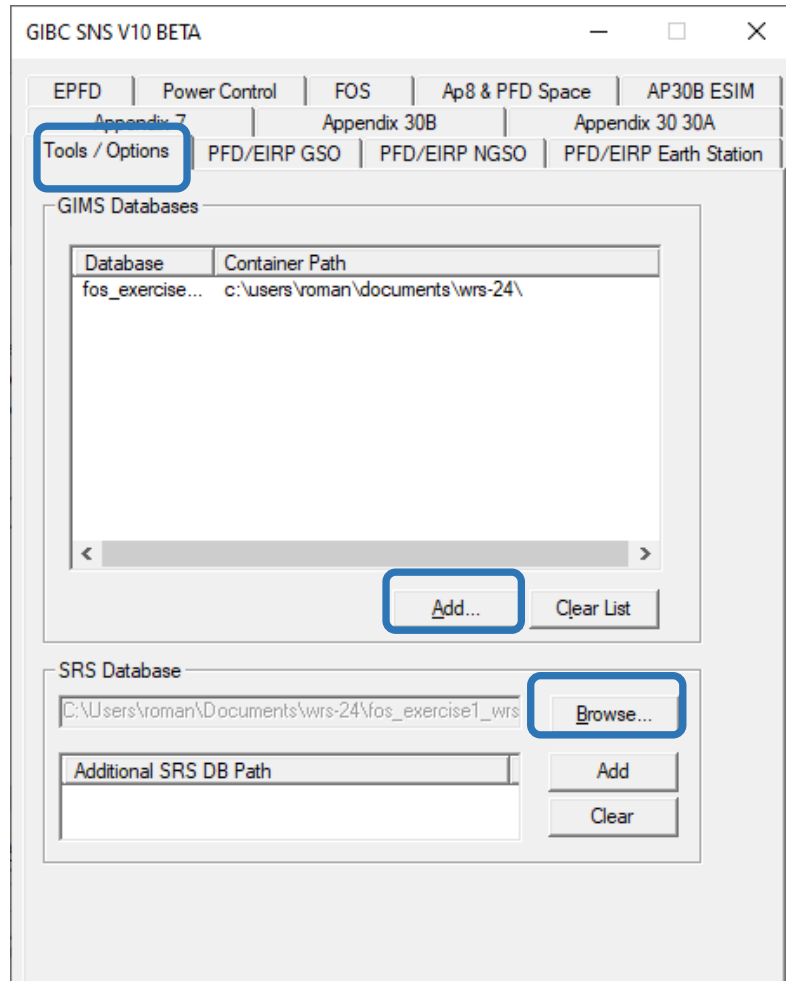 GIBC SNS V10 BETA
EPFD Power Control FOS Ap8 & PFD Space AP30B ESIM
Appendix 7 Appendix 30B Appendix 30 30A
Tools / Options PFD/EIRP GSO PFD/EIRP NGSO PFD/EIRP Earth Station
GIMS Databases
Database Container Path
fos_exercise... c:\users\roman\documents\wrs-24\
Add... Clear List
SRS Database
C:\Users\roman\Documents\wrs-24\fos_exercise1_wrs Browse...
Additional SRS DB Path Add
Clear